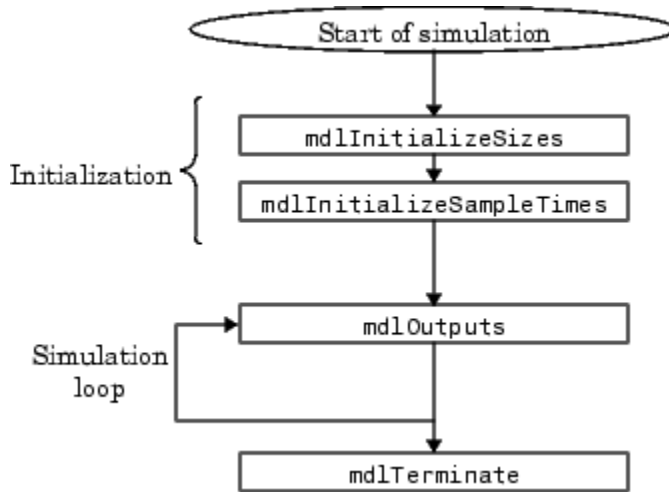 Start of simulation
mdlInitializeSizes
Initialization
mdlInitializeSampleTimes
mdlOutputs
Simulation
loop
mdlTerminate